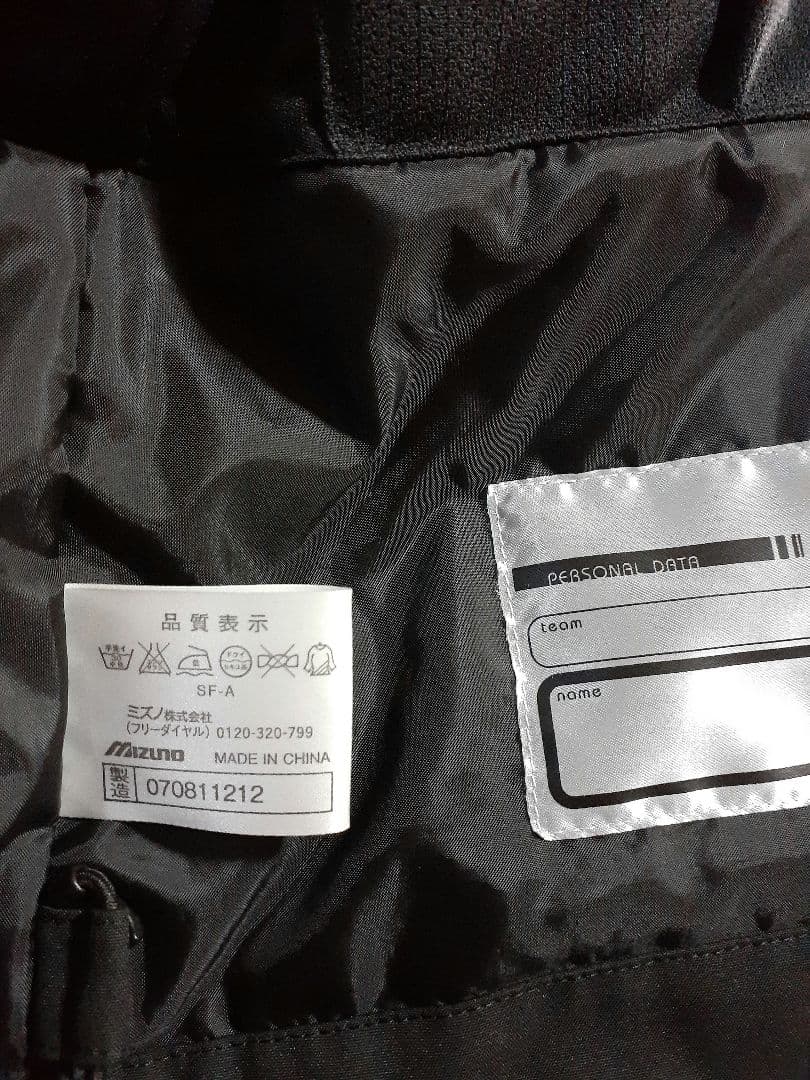 品質表示
SF-A
ミズノ株式会社
(フリーダイヤル) 0120-320-799
MIZUNO MADE IN CHINA
製造 070811212
PERSONAL DATA
team
name